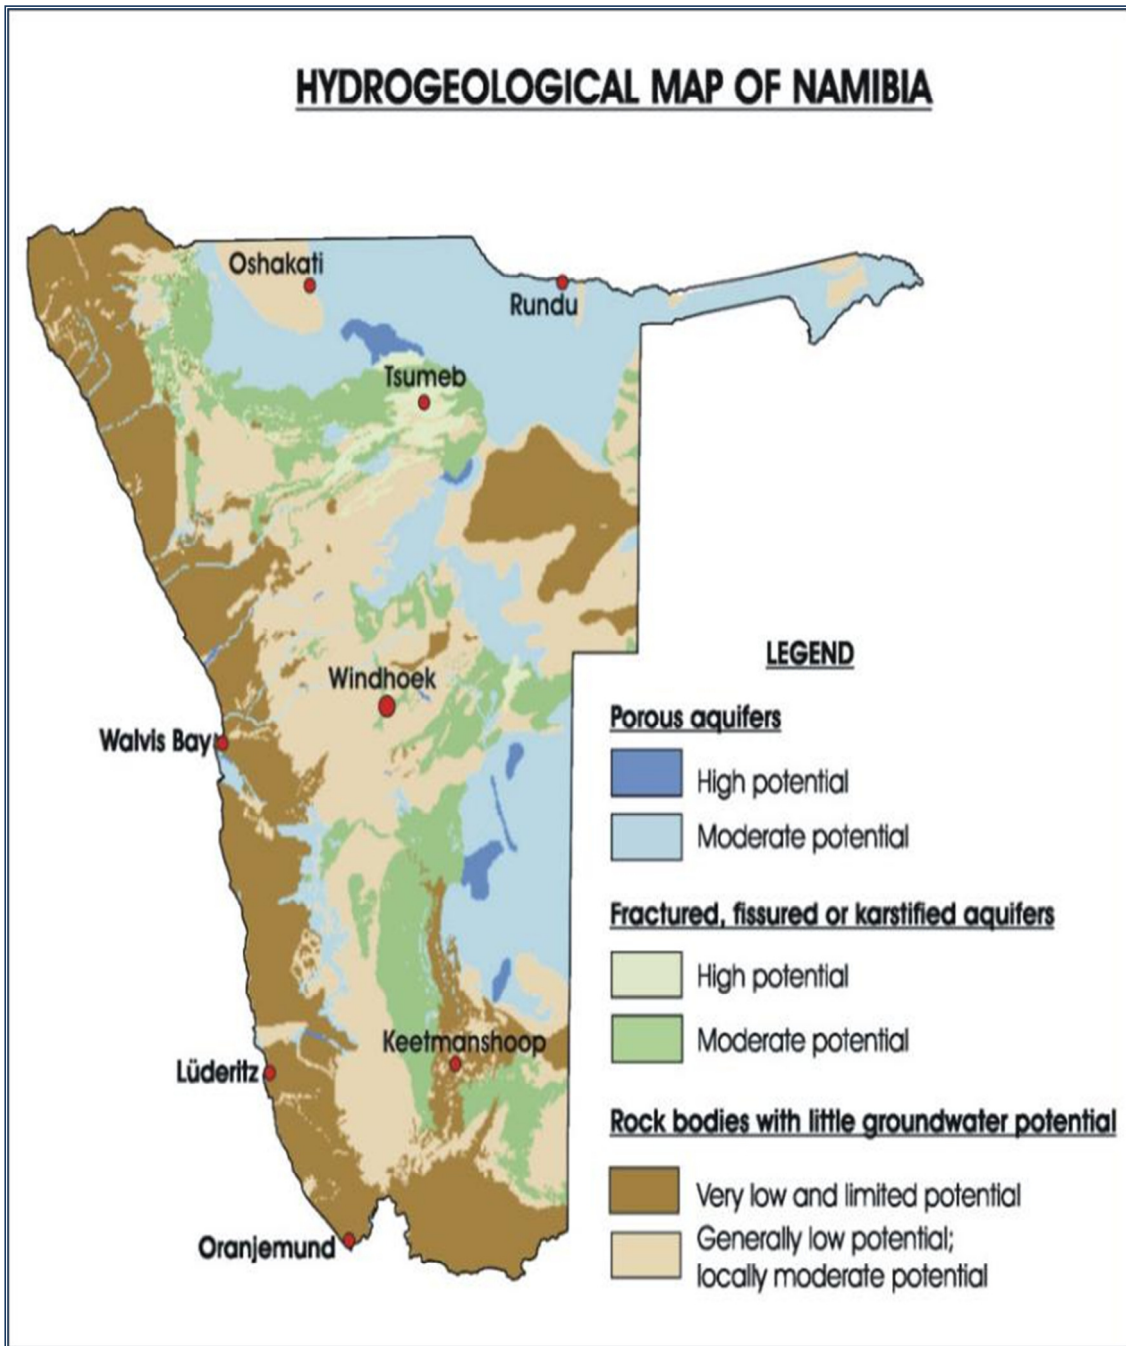 HYDROGEOLOGICAL MAP OF NAMIBIA
Oshakati
Rundu
Tsumeb
Windhoek
Walvis Bay
Keetmanshoop
Lüderitz
Oranjemund
LEGEND
Porous aquifers
High potential
Moderate potential
Fractured, fissured or karstified aquifers
High potential
Moderate potential
Rock bodies with little groundwater potential
Very low and limited potential
Generally low potential;
locally moderate potential